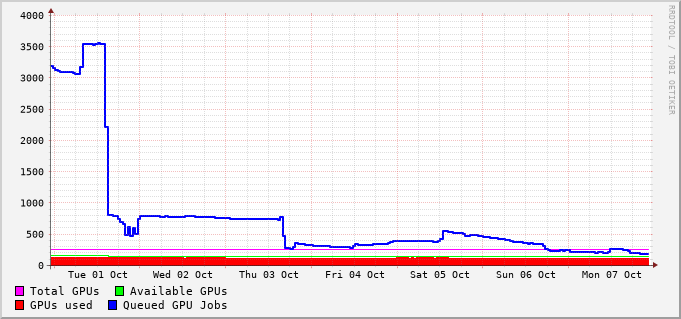 4000
3500
3000
2500
2000
1500
1000
500
0
Tue 01 Oct Wed 02 Oct Thu 03 Oct Fri 04 Oct Sat 05 Oct Sun 06 Oct Mon 07 Oct
Total GPUs Available GPUs
GPUs used Queued GPU Jobs
RRDTOOL / TOBI OETIKER